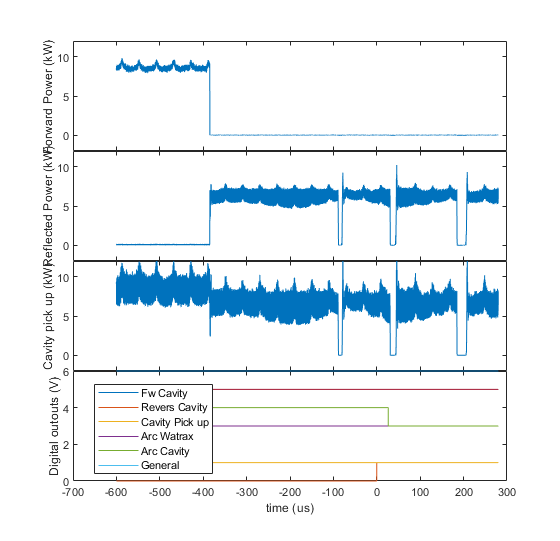 Forward Power (kW)
10
5
0
Reflected Power (kW)
10
5
0
Cavity pick up (kW)
10
5
0
Digital outouts (V)
6
4
2
0
Fw Cavity
Revers Cavity
Cavity Pick up
Arc Watrax
Arc Cavity
General
-700 -600 -500 -400 -300 -200 -100 0 100 200 300
time (us)